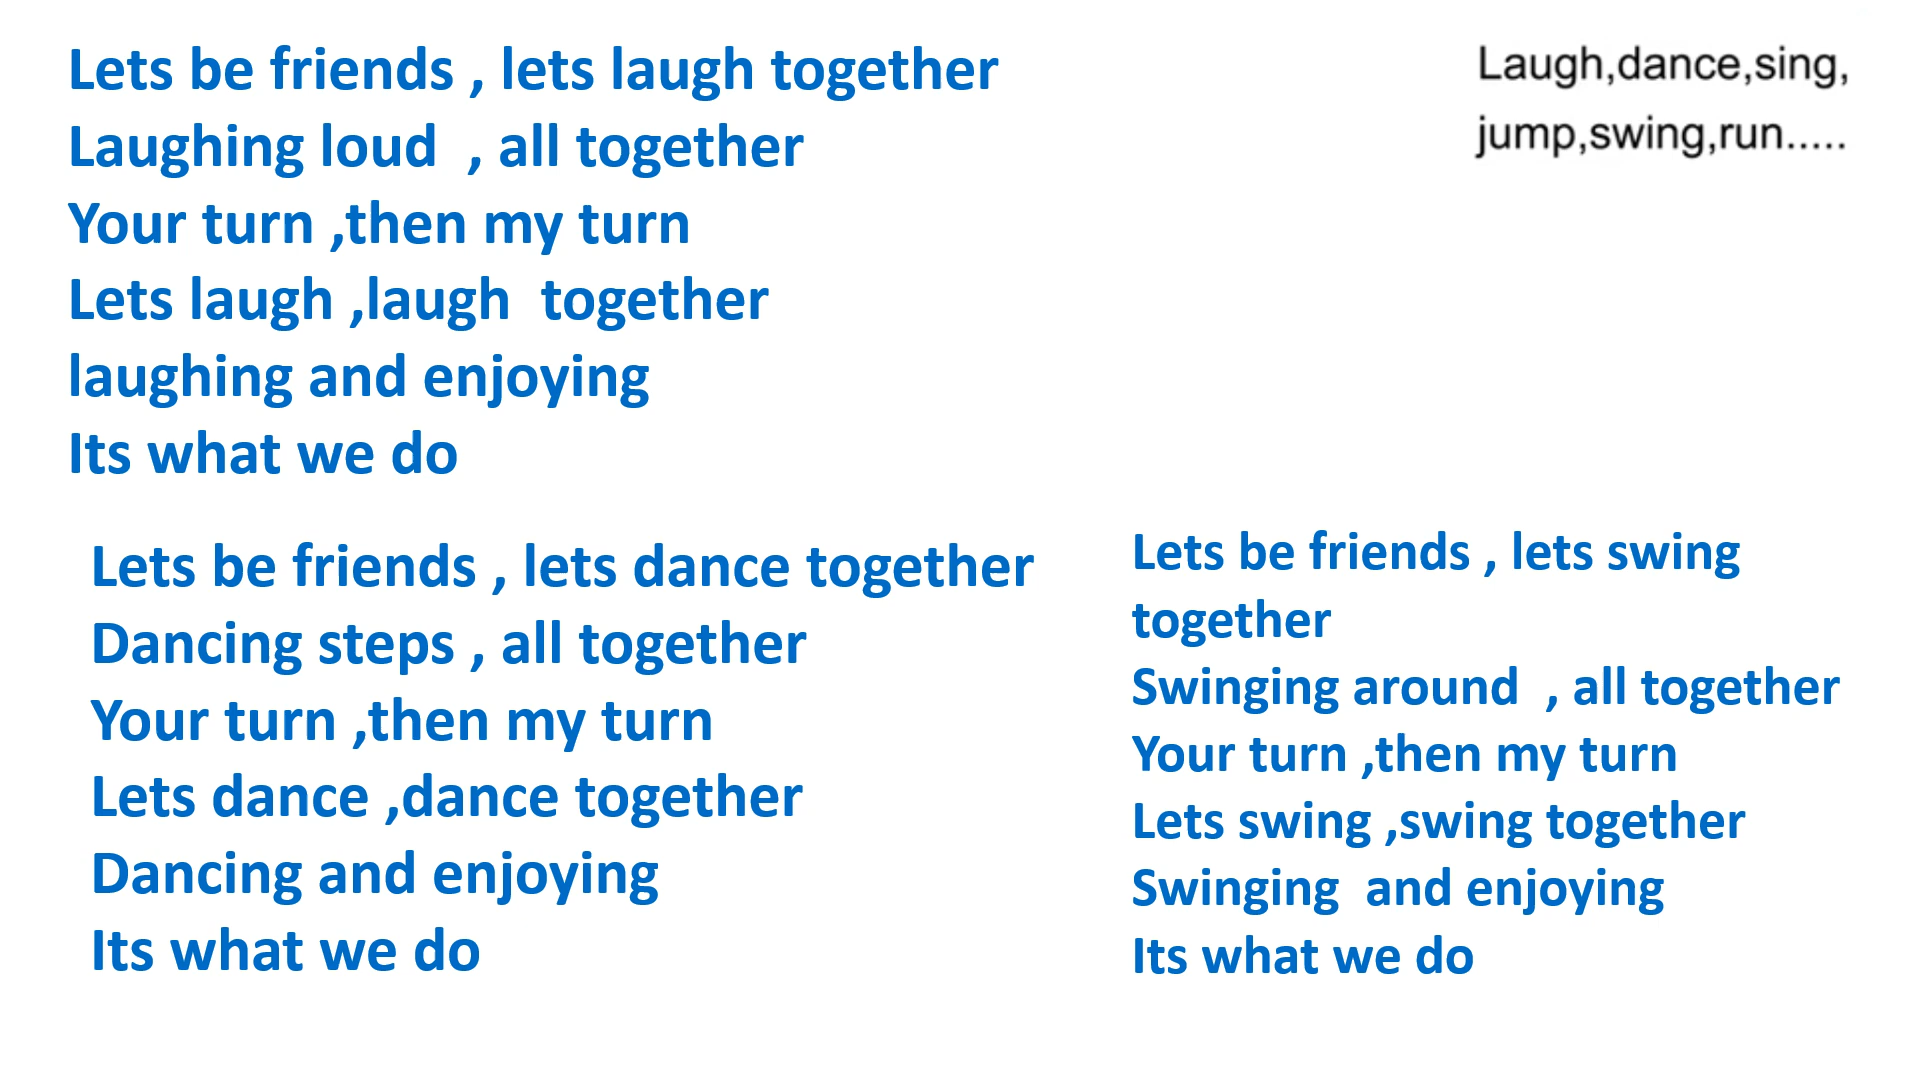 Lets be friends , lets laugh together
Laughing loud  , all together
Your turn ,then my turn
Lets laugh ,laugh  together
laughing and enjoying
Its what we do
Laugh,dance,sing,
jump,swing,run.....
Lets be friends , lets dance together
Dancing steps , all together
Your turn ,then my turn
Lets dance ,dance together
Dancing and enjoying
Its what we do
Lets be friends , lets swing
together
Swinging around  , all together
Your turn ,then my turn
Lets swing ,swing together
Swinging  and enjoying
Its what we do